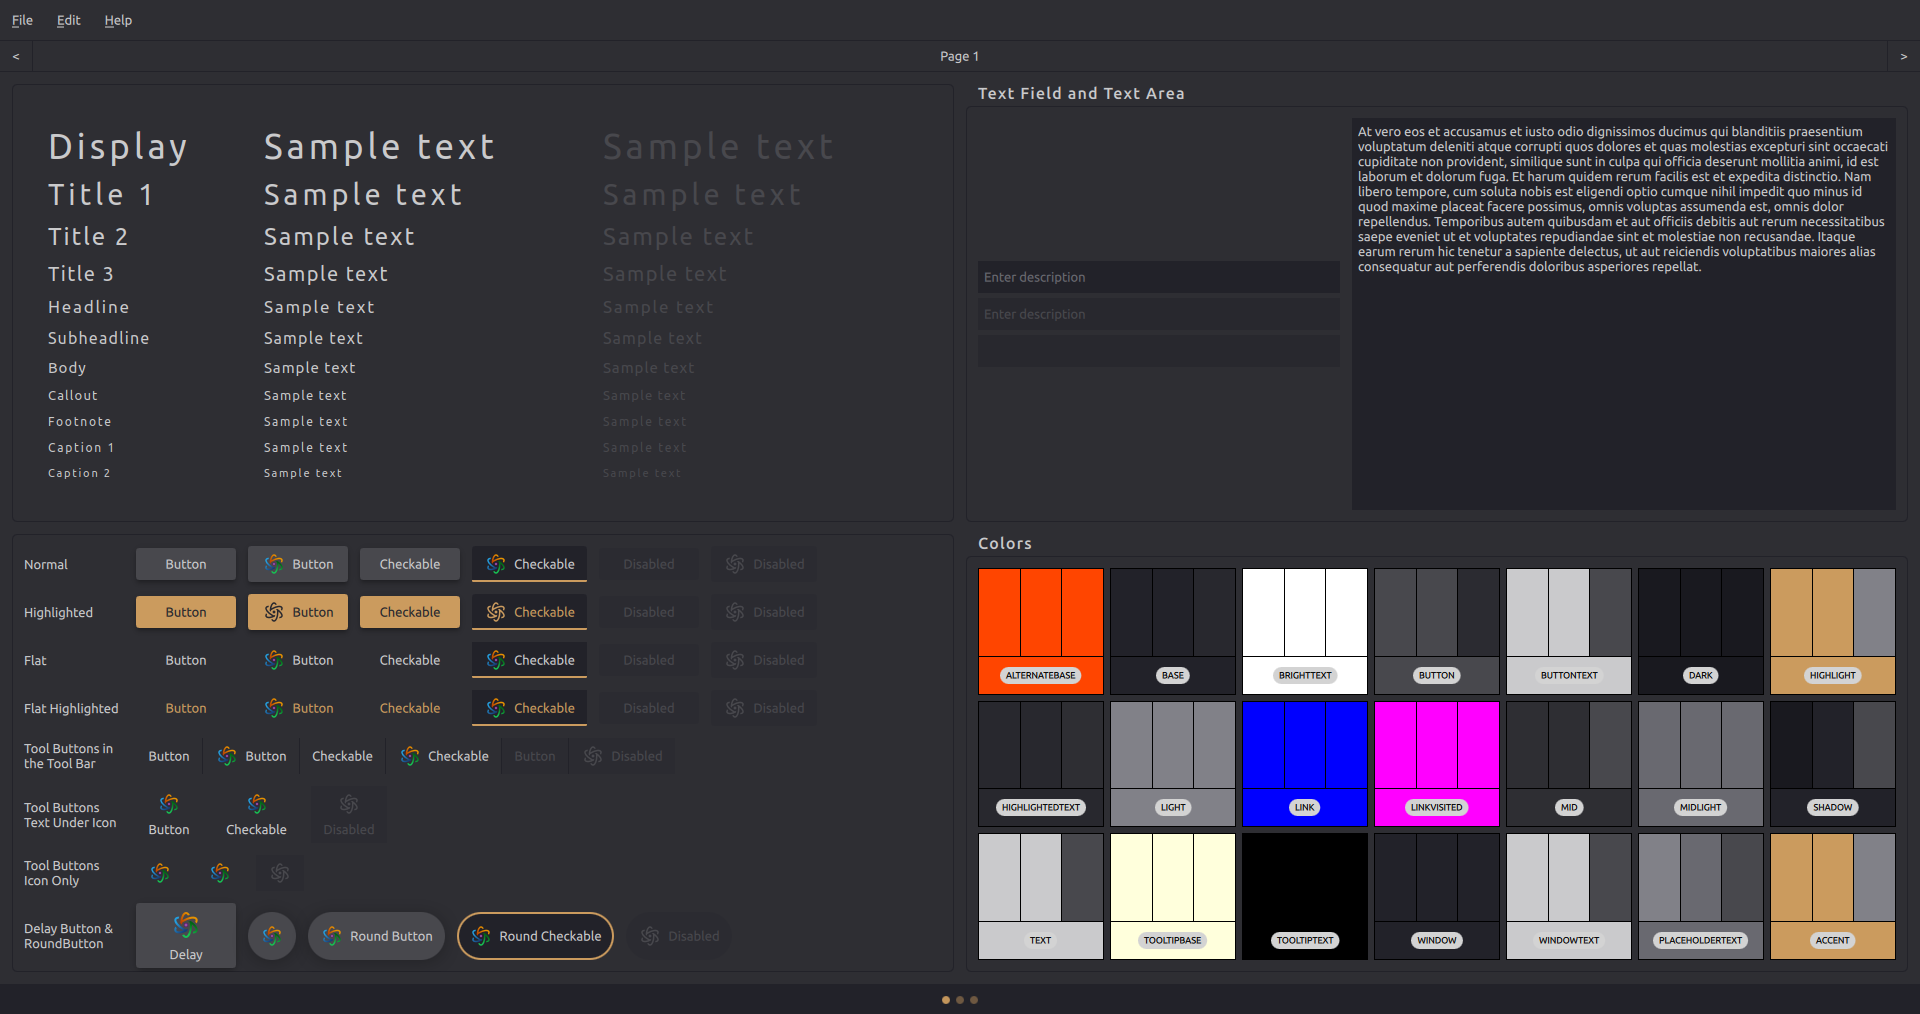 File Edit Help
< Page 1 >
Display Sample text Sample text
Title 1 Sample text Sample text
Title 2 Sample text Sample text
Title 3 Sample text Sample text
Headline Sample text Sample text
Subheadline Sample text Sample text
Body Sample text Sample text
Callout Sample text Sample text
Footnote Sample text Sample text
Caption 1 Sample text Sample text
Caption 2 Sample text Sample text
Text Field and Text Area
Enter description
Enter description
At vero eos et accusamus et iusto odio dignissimos ducimus qui blanditiis praesentium
voluptatum deleniti atque corrupti quos dolores et quas molestias excepturi sint occaecati
cupiditate non provident, similique sunt in culpa qui officia deserunt mollitia animi, id est
laborum et dolorum fuga. Et harum quidem rerum facilis est et expedita distinctio. Nam
libero tempore, cum soluta nobis est eligendi optio cumque nihil impedit quo minus id
quod maxime placeat facere possimus, omnis voluptas assumenda est, omnis dolor
repellendus. Temporibus autem quibusdam et aut officiis debitis aut rerum necessitatibus
saepe eveniet ut et voluptates repudiandae sint et molestiae non recusandae. Itaque
earum rerum hic tenetur a sapiente delectus, ut aut reiciendis voluptatibus maiores alias
consequatur aut perferendis doloribus asperiores repellat.
Normal Button Button Checkable Checkable Disabled Disabled
Highlighted Button Button Checkable Checkable Disabled Disabled
Flat Button Button Checkable Checkable Disabled Disabled
Flat Highlighted Button Button Checkable Checkable Disabled Disabled
Tool Buttons in
the Tool Bar
Button Button Checkable Checkable Button Disabled
Tool Buttons
Text Under Icon
Button Checkable Disabled
Tool Buttons
Icon Only
Delay Button &
RoundButton
Delay Round Button Round Checkable Disabled
Colors
ALTERNATEBASE BASE BRIGHTTEXT BUTTON BUTTONTEXT DARK HIGHLIGHT
HIGHLIGHTEDTEXT LIGHT LINK LINKVISITED MID MIDLIGHT SHADOW
TEXT TOOLTIPBASE TOOLTIPTEXT WINDOW WINDOWTEXT PLACEHOLDERTEXT ACCENT